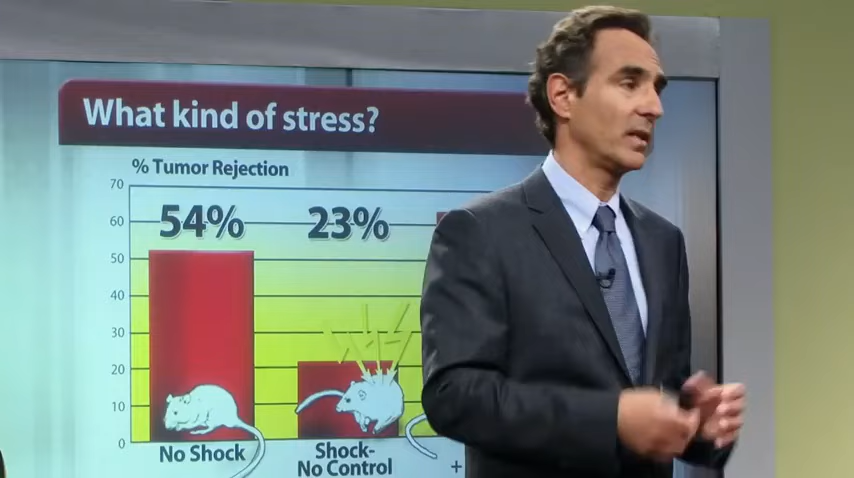 What kind of stress?
% Tumor Rejection
70
60
50
40
30
20
10
0
54%
23%
No Shock
Shock-
No Control
+